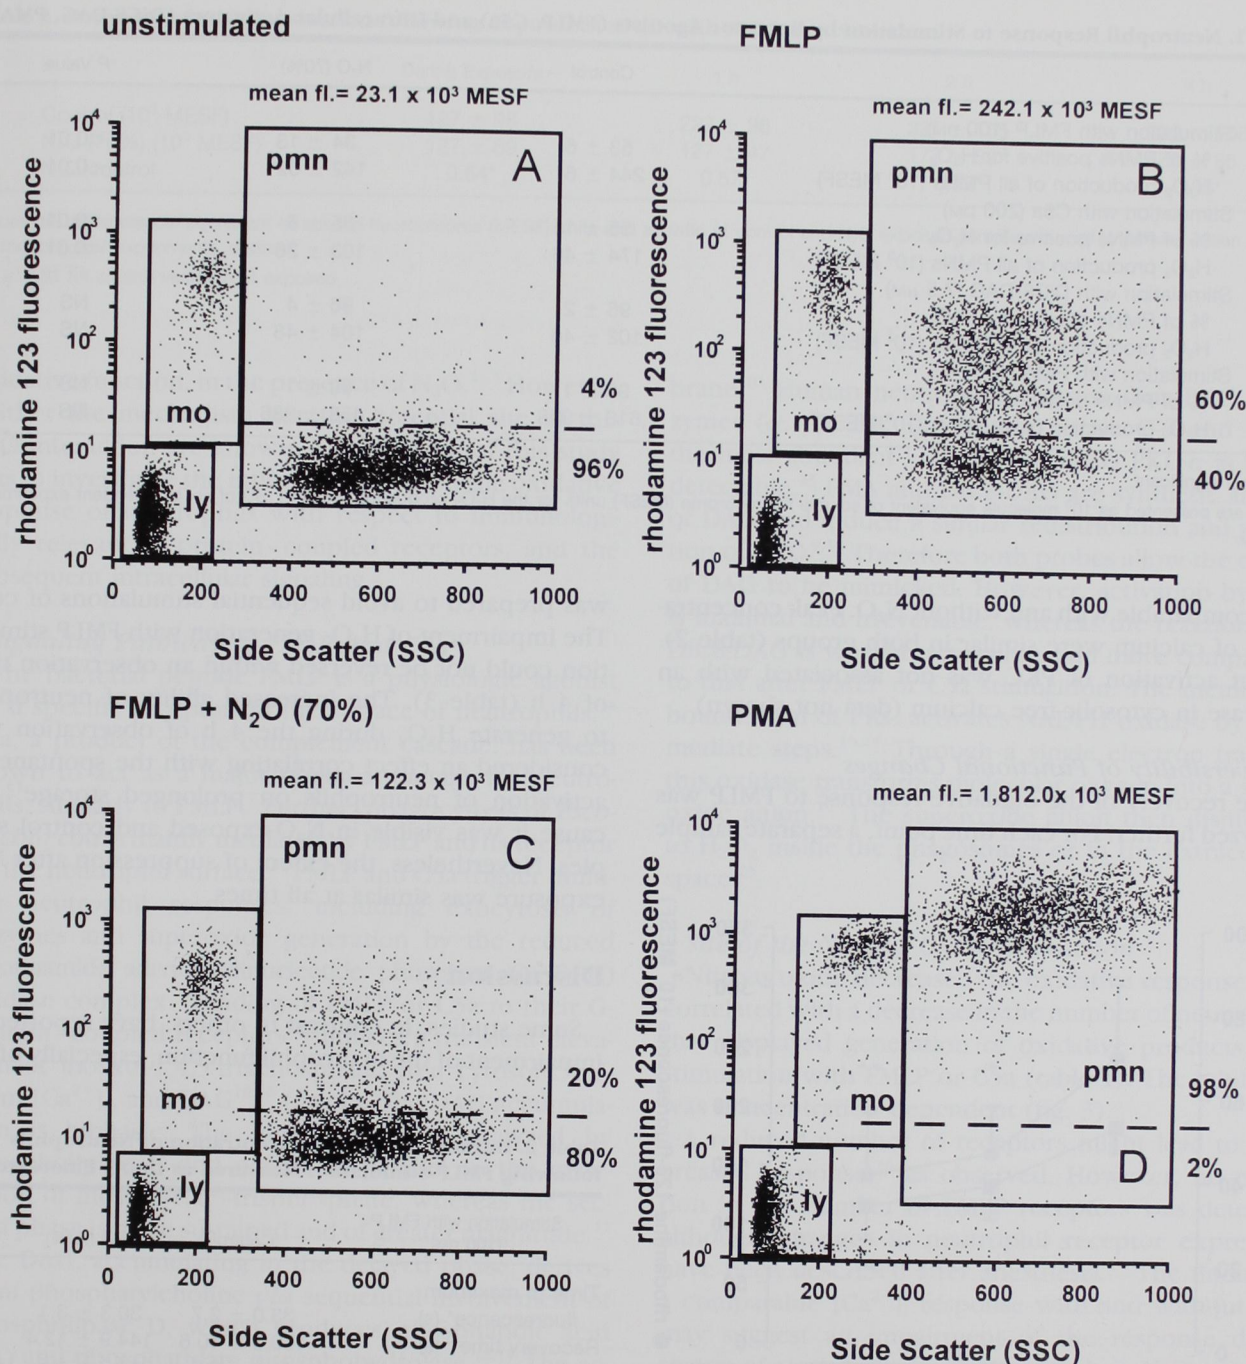 unstimulated
mean fl.= 23.1 x 10³ MESF
rhodamine 123 fluorescence
10⁴
10³
10²
10¹
10⁰
pmn
A
mo
ly
4%
96%
0 200 400 600 800 1000
Side Scatter (SSC)
FMLP
mean fl.= 242.1 x 10³ MESF
rhodamine 123 fluorescence
10⁴
10³
10²
10¹
10⁰
pmn
B
mo
ly
60%
40%
0 200 400 600 800 1000
Side Scatter (SSC)
FMLP + N₂O (70%)
mean fl.= 122.3 x 10³ MESF
rhodamine 123 fluorescence
10⁴
10³
10²
10¹
10⁰
pmn
C
mo
ly
20%
80%
0 200 400 600 800 1000
Side Scatter (SSC)
PMA
mean fl.= 1,812.0x 10³ MESF
rhodamine 123 fluorescence
10⁴
10³
10²
10¹
10⁰
pmn
D
mo
ly
98%
2%
0 200 400 600 800 1000
Side Scatter (SSC)